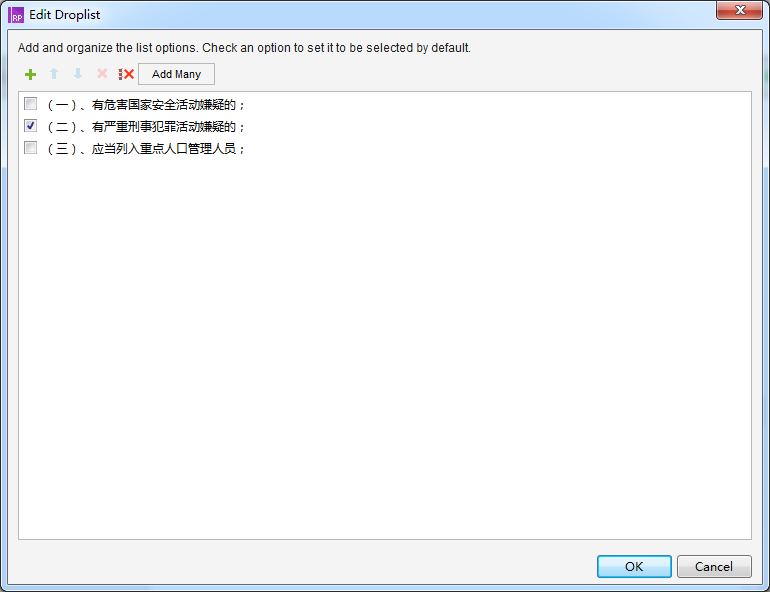 RP Edit Droplist
Add and organize the list options. Check an option to set it to be selected by default.
Add Many
（一）、有危害国家安全活动嫌疑的；
（二）、有严重刑事犯罪活动嫌疑的；
（三）、应当列入重点人口管理人员；
OK Cancel